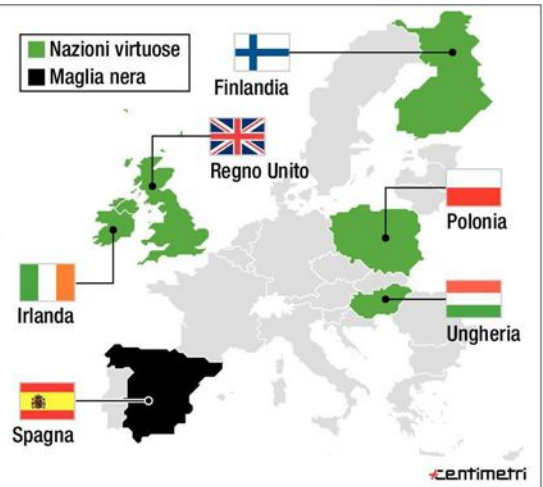 Nazioni virtuose
Maglia nera
Finlandia
Regno Unito
Polonia
Irlanda
Ungheria
Spagna
centimetri